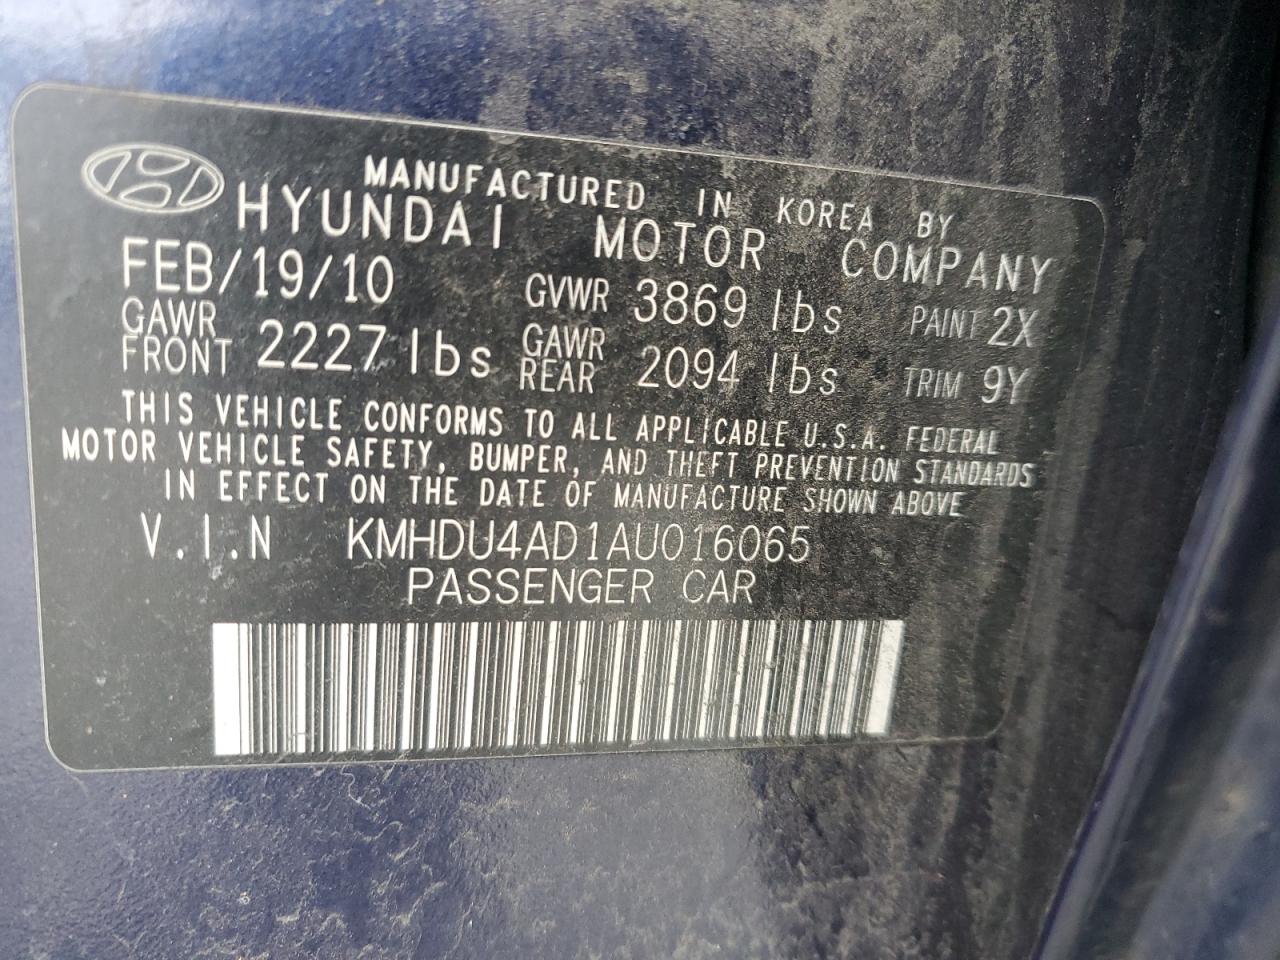 MANUFACTURED IN KOREA BY
HYUNDAI MOTOR COMPANY
FEB/19/10 GVWR 3869 lbs PAINT 2X
GAWR FRONT 2227 lbs GAWR REAR 2094 lbs TRIM 9Y
THIS VEHICLE CONFORMS TO ALL APPLICABLE U.S.A. FEDERAL
MOTOR VEHICLE SAFETY, BUMPER, AND THEFT PREVENTION STANDARDS
IN EFFECT ON THE DATE OF MANUFACTURE SHOWN ABOVE
V.I.N KMHDU4AD1AU016065
PASSENGER CAR